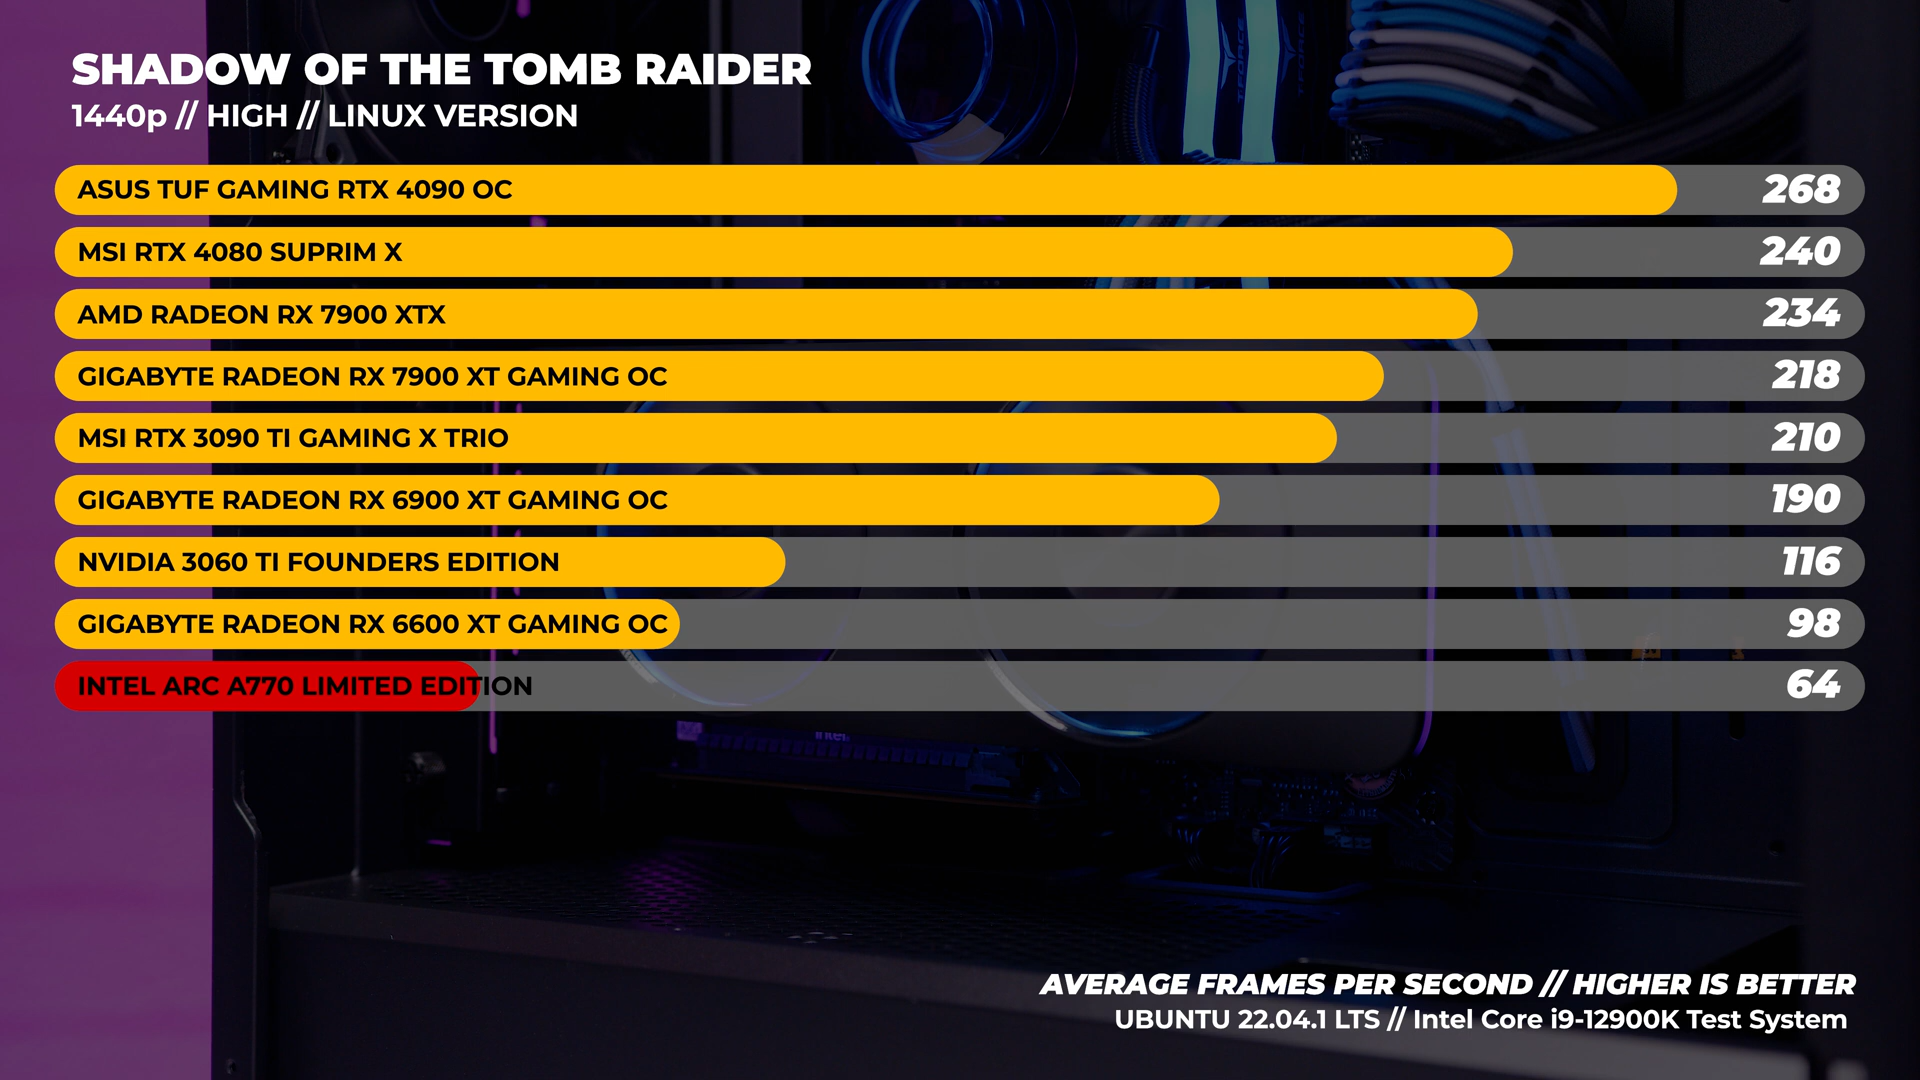 SHADOW OF THE TOMB RAIDER
1440p // HIGH // LINUX VERSION
ASUS TUF GAMING RTX 4090 OC 268
MSI RTX 4080 SUPRIM X 240
AMD RADEON RX 7900 XTX 234
GIGABYTE RADEON RX 7900 XT GAMING OC 218
MSI RTX 3090 TI GAMING X TRIO 210
GIGABYTE RADEON RX 6900 XT GAMING OC 190
NVIDIA 3060 TI FOUNDERS EDITION 116
GIGABYTE RADEON RX 6600 XT GAMING OC 98
INTEL ARC A770 LIMITED EDITION 64
AVERAGE FRAMES PER SECOND // HIGHER IS BETTER
UBUNTU 22.04.1 LTS // Intel Core i9-12900K Test System
T-FORCE
T-FORCE
intel